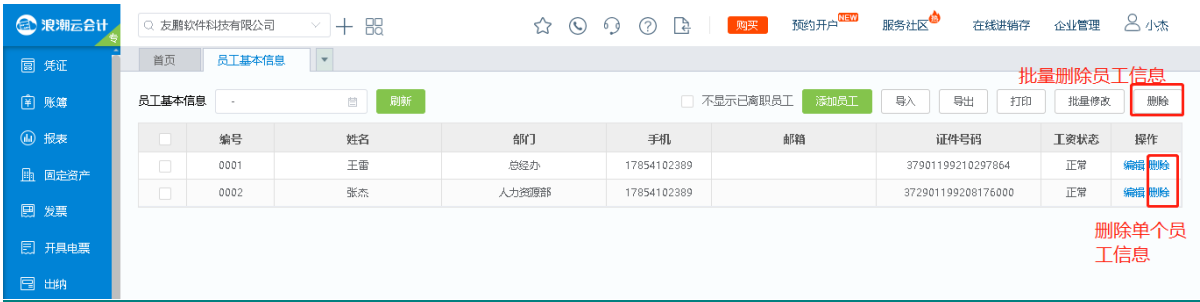 浪潮云会计 专
友鹏软件科技有限公司
购买 预约开户 NEW 服务社区 在线进销存 企业管理 小杰
凭证
账簿
报表
固定资产
发票
开具电票
出纳
首页 员工基本信息
批量删除员工信息
员工基本信息 - 刷新 不显示已离职员工 添加员工 导入 导出 打印 批量修改 删除
编号 姓名 部门 手机 邮箱 证件号码 工资状态 操作
0001 王雷 总经办 17854102389 37901199210297864 正常 编辑 删除
0002 张杰 人力资源部 17854102389 372901199208176000 正常 编辑 删除
删除单个员
工信息